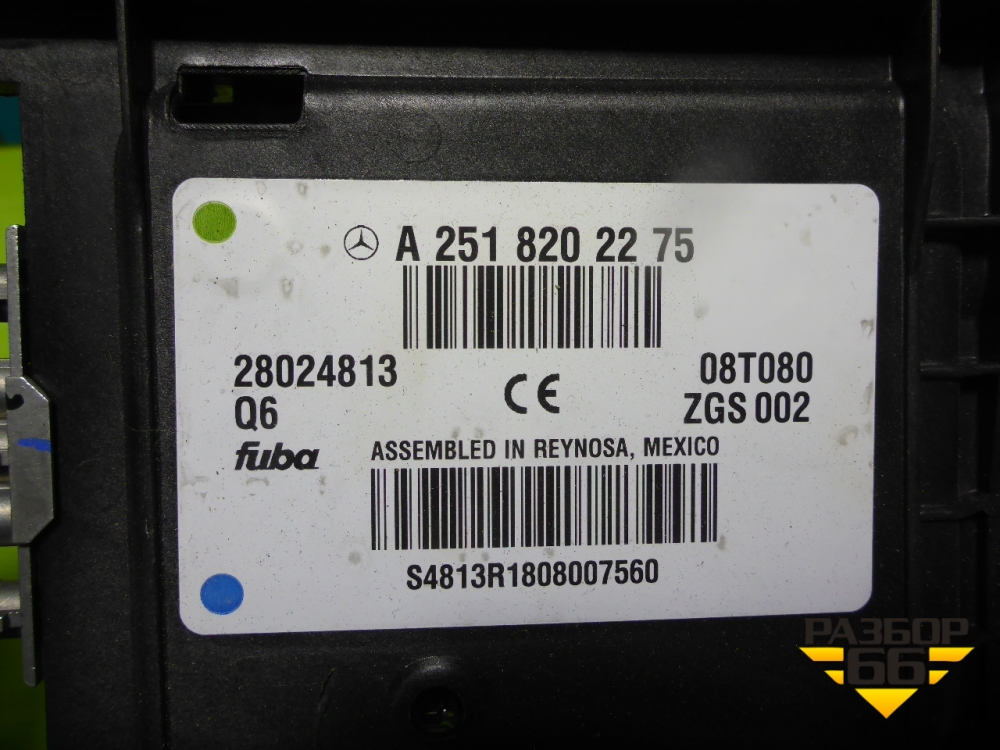 A 251 820 22 75
28024813
08T080
Q6
CE
ZGS 002
fuba
ASSEMBLED IN REYNOSA, MEXICO
S4813R1808007560
РАЗБОР
66